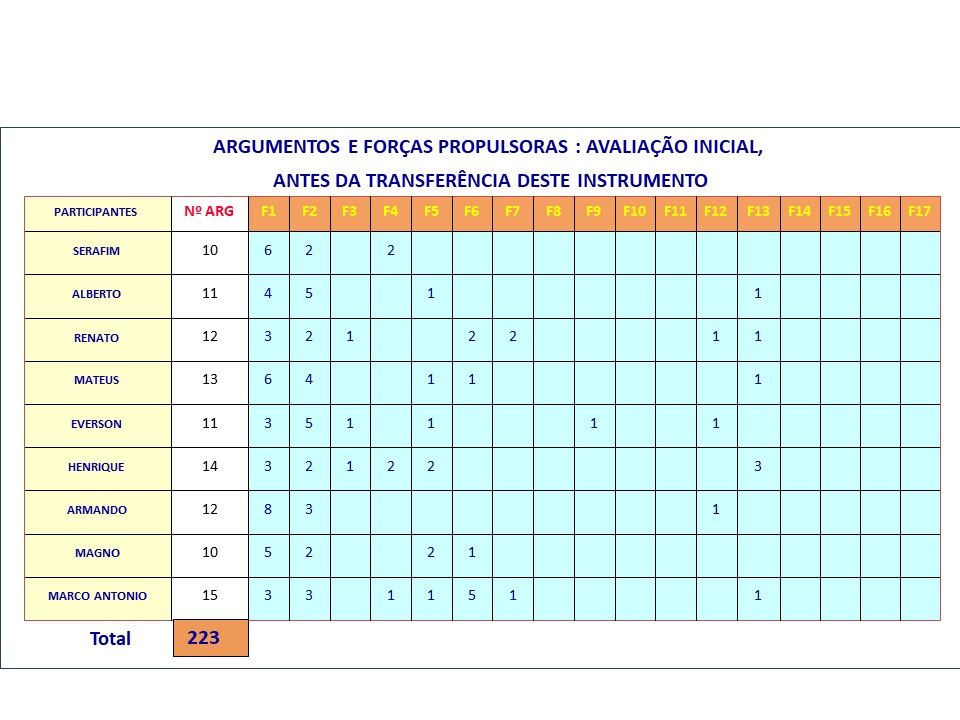 ARGUMENTOS E FORÇAS PROPULSORAS : AVALIAÇÃO INICIAL,
ANTES DA TRANSFERÊNCIA DESTE INSTRUMENTO
PARTICIPANTES Nº ARG F1 F2 F3 F4 F5 F6 F7 F8 F9 F10 F11 F12 F13 F14 F15 F16 F17
SERAFIM 10 6 2 2
ALBERTO 11 4 5 1 1
RENATO 12 3 2 1 2 2 1 1
MATEUS 13 6 4 1 1 1
EVERSON 11 3 5 1 1 1 1
HENRIQUE 14 3 2 1 2 2 3
ARMANDO 12 8 3 1
MAGNO 10 5 2 2 1
MARCO ANTONIO 15 3 3 1 1 5 1 1
Total 223